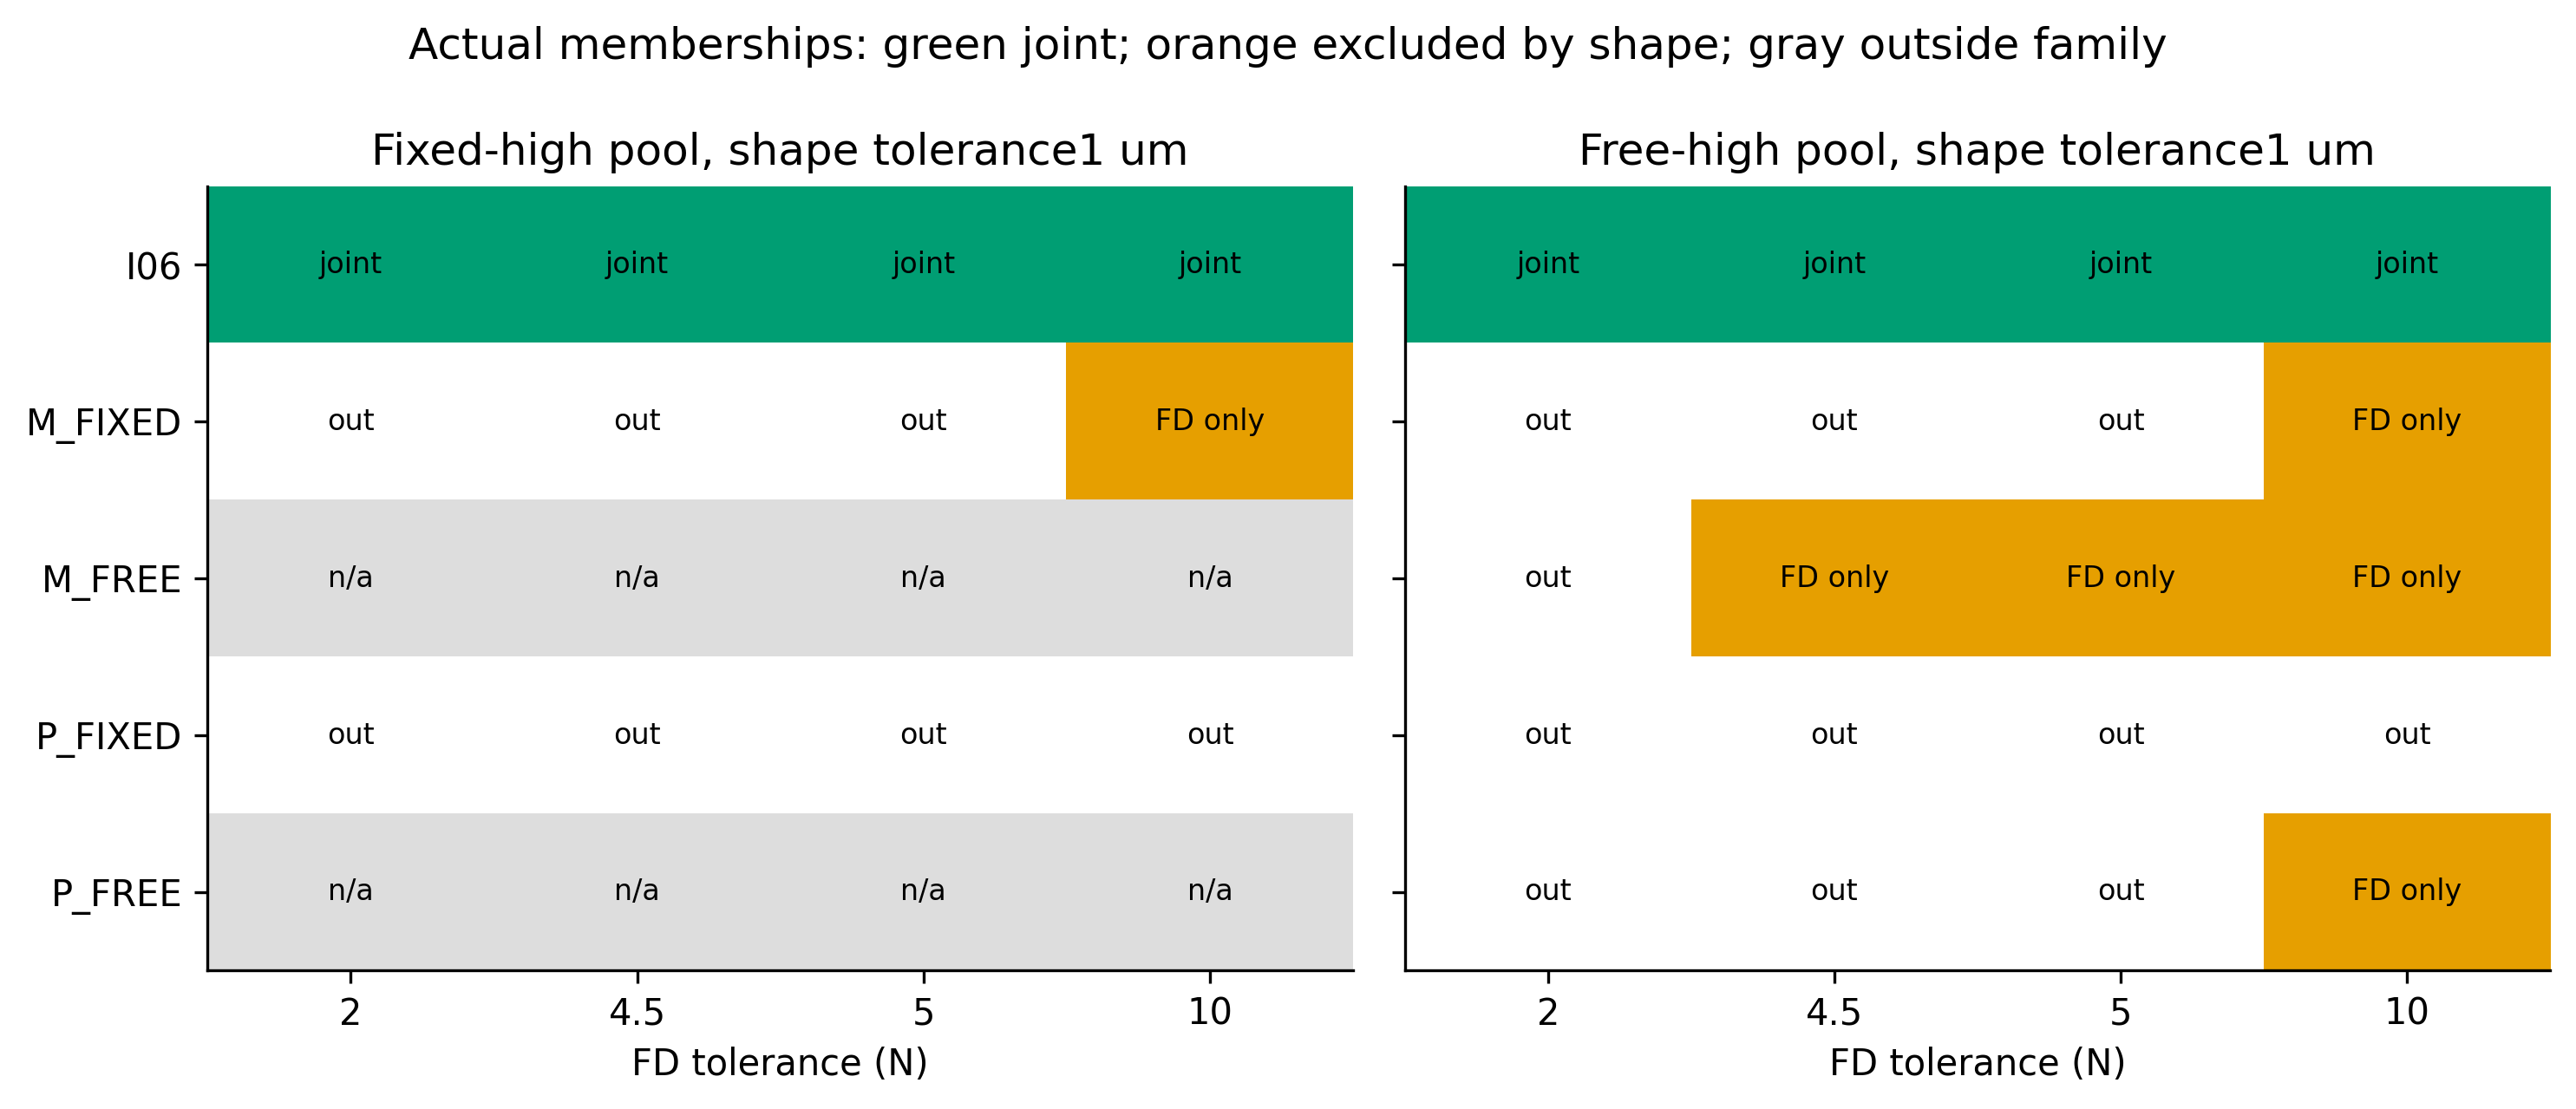 Actual memberships: green joint; orange excluded by shape; gray outside family
Fixed-high pool, shape tolerance1 um
Free-high pool, shape tolerance1 um
I06 joint joint joint joint joint joint joint joint
M_FIXED out out out FD only out out out FD only
M_FREE n/a n/a n/a n/a out FD only FD only FD only
P_FIXED out out out out out out out out
P_FREE n/a n/a n/a n/a out out out FD only
2 4.5 5 10 2 4.5 5 10
FD tolerance (N) FD tolerance (N)